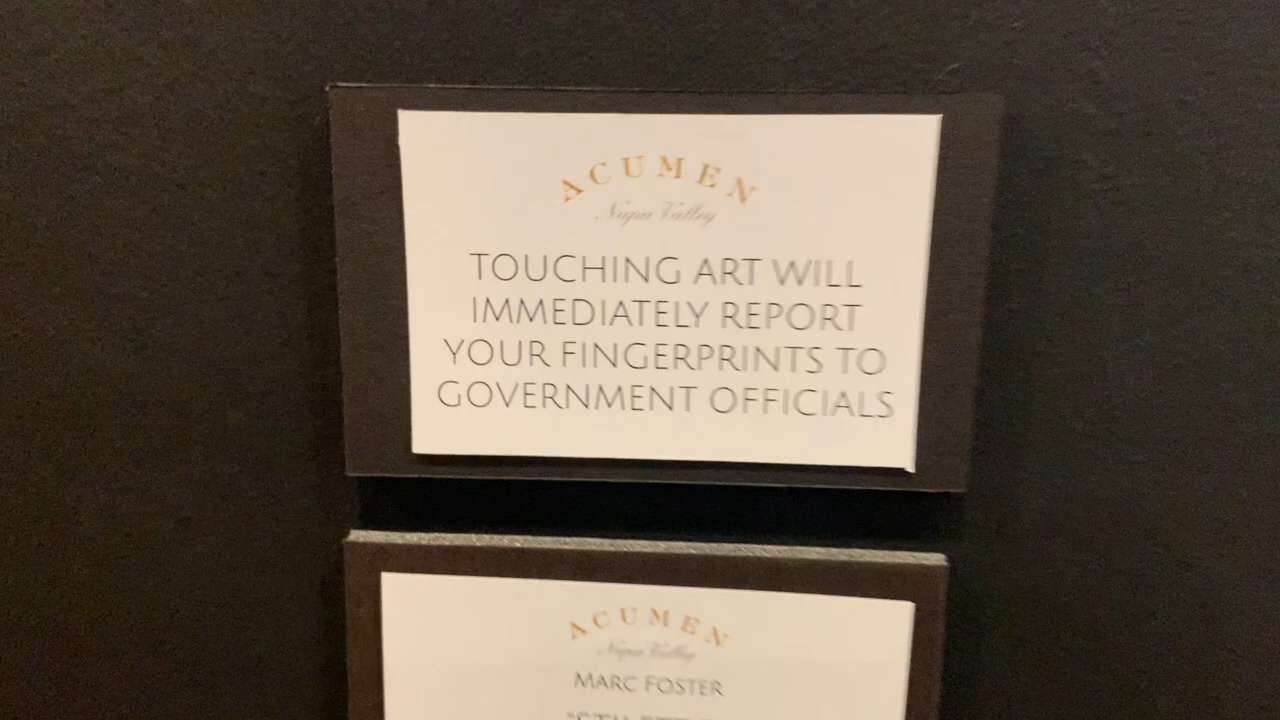 ACUMEN
Napa Valley
TOUCHING ART WILL
IMMEDIATELY REPORT
YOUR FINGERPRINTS TO
GOVERNMENT OFFICIALS
ACUMEN
Napa Valley
MARC FOSTER